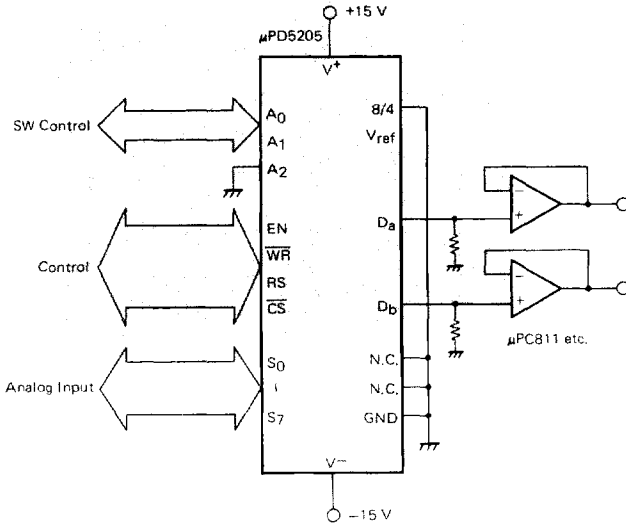 +15 V
μPD5205
V+
SW Control
A0
A1
A2
8/4
Vref
Control
EN
WR
RS
CS
Da
Db
μPC811 etc.
Analog Input
S0
S7
N.C.
N.C.
GND
V−
−15 V